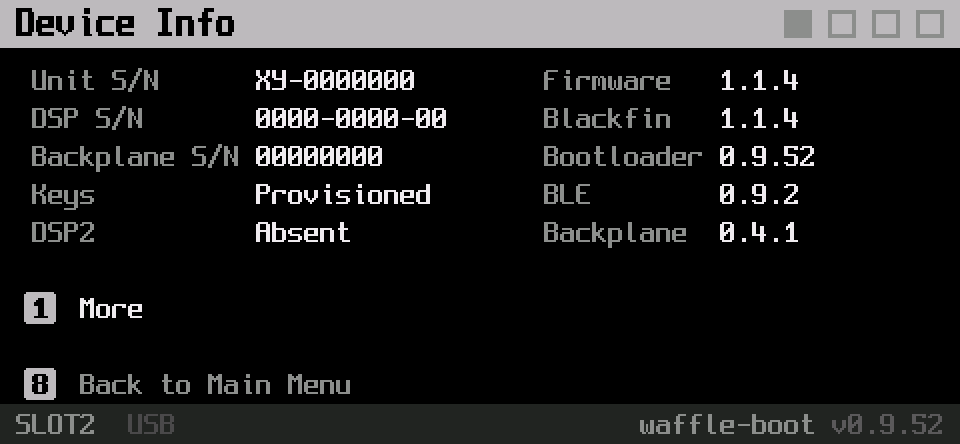 Device Info
Unit S/N XY-0000000 Firmware 1.1.4
DSP S/N 0000-0000-00 Blackfin 1.1.4
Backplane S/N 00000000 Bootloader 0.9.52
Keys Provisioned BLE 0.9.2
DSP2 Absent Backplane 0.4.1
1 More
8 Back to Main Menu
SLOT2 USB waffle-boot v0.9.52